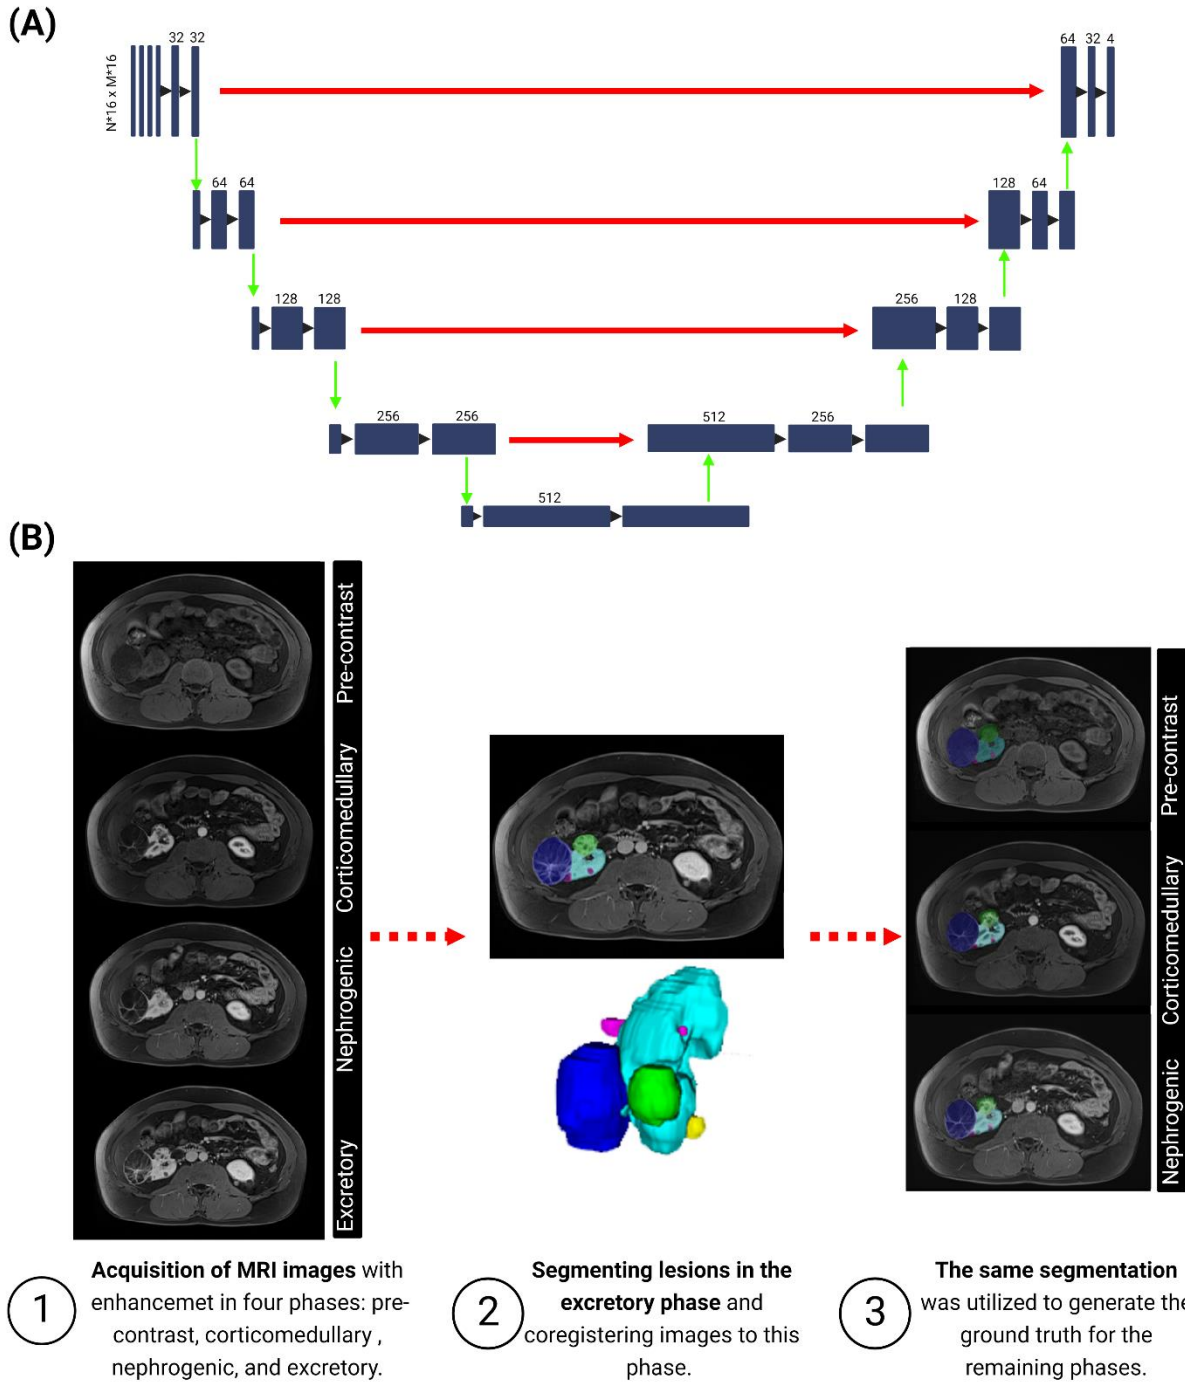 (A)
N*16 x M*16
32 32
64 32 4
64 64
128 64
128 128
256 128
256 256
512 256
512
(B)
Pre-contrast
Corticomedullary
Nephrogenic
Excretory
Pre-contrast
Corticomedullary
Nephrogenic
1
Acquisition of MRI images with
enhancemet in four phases: pre-
contrast, corticomedullary ,
nephrogenic, and excretory.
2
Segmenting lesions in the
excretory phase and
coregistering images to this
phase.
3
The same segmentation
was utilized to generate the
ground truth for the
remaining phases.